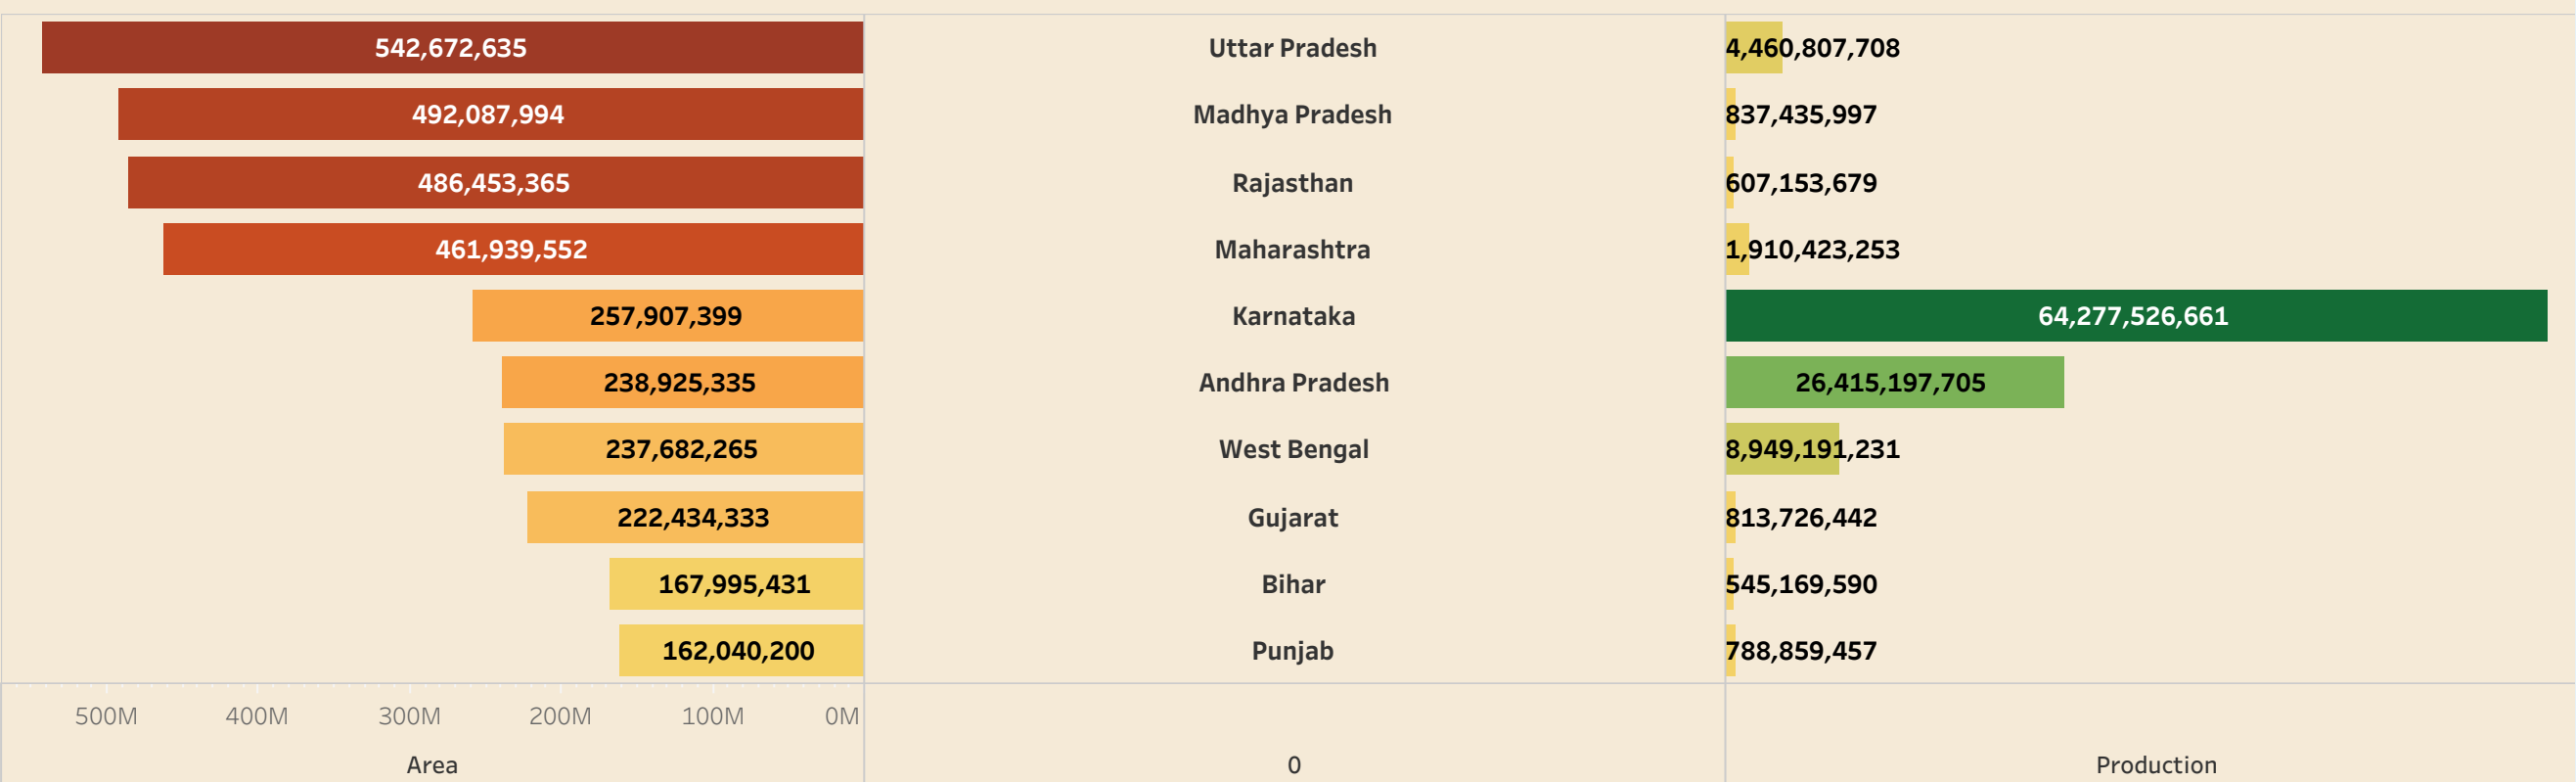 542,672,635 Uttar Pradesh 4,460,807,708
492,087,994 Madhya Pradesh 837,435,997
486,453,365 Rajasthan 607,153,679
461,939,552 Maharashtra 1,910,423,253
257,907,399 Karnataka 64,277,526,661
238,925,335 Andhra Pradesh 26,415,197,705
237,682,265 West Bengal 8,949,191,231
222,434,333 Gujarat 813,726,442
167,995,431 Bihar 545,169,590
162,040,200 Punjab 788,859,457
500M 400M 300M 200M 100M 0M
Area 0 Production